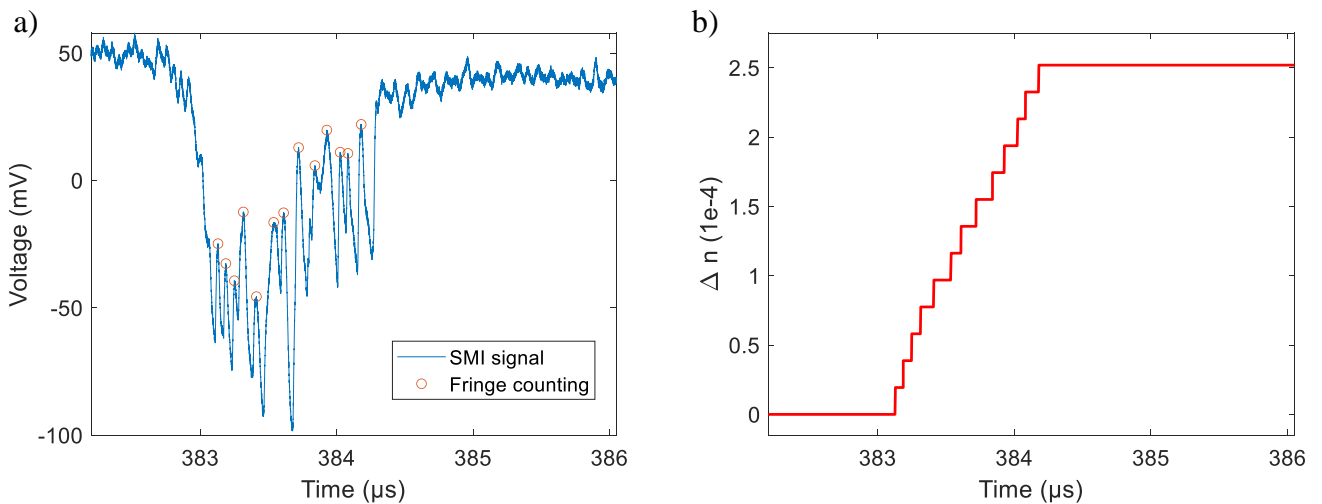 a)
50
0
-50
-100
Voltage (mV)
383
384
385
386
Time (µs)
SMI signal
Fringe counting
b)
2.5
2
1.5
1
0.5
0
Δ n (1e-4)
383
384
385
386
Time (µs)